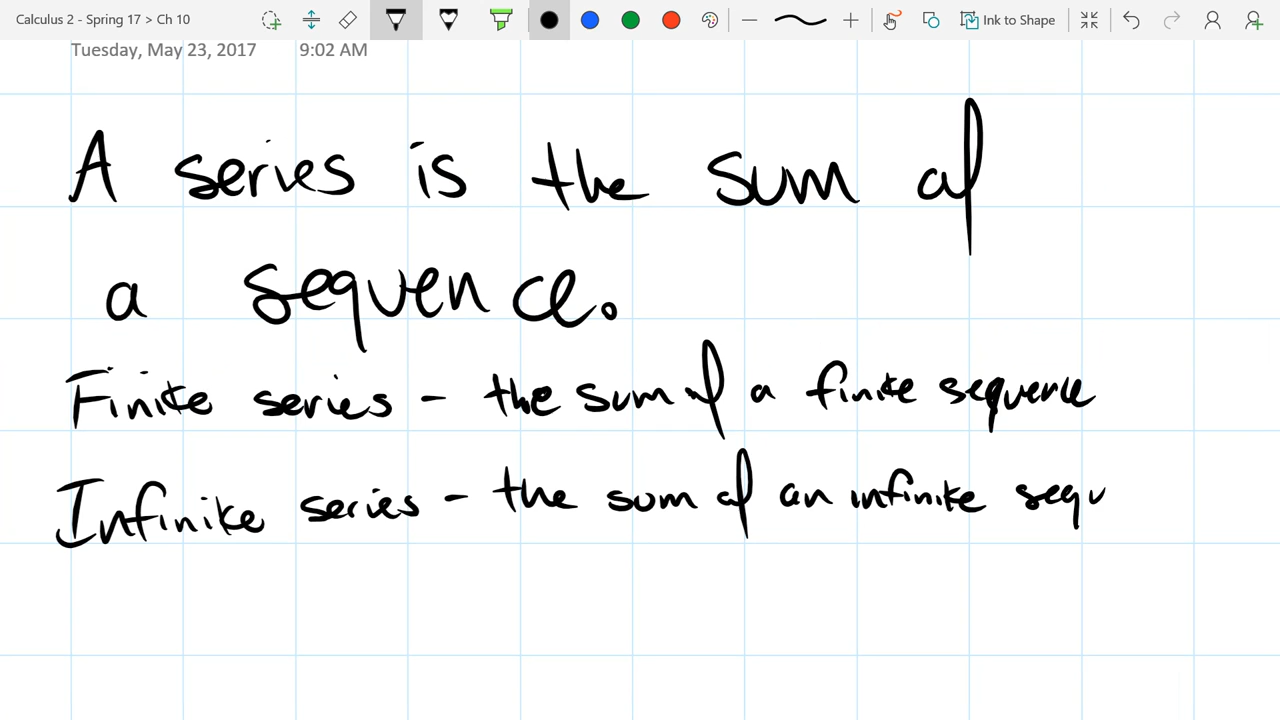 Calculus 2 - Spring 17 > Ch 10 Ink to Shape
Tuesday, May 23, 2017 9:02 AM
A series is the sum of
a sequence.
Finite series - the sum of a finite sequence
Infinite series - the sum of an infinite sequ